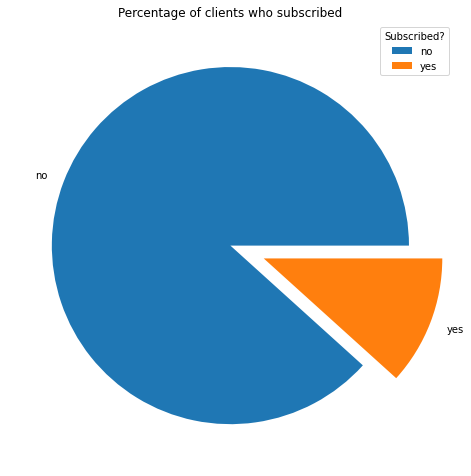 Percentage of clients who subscribed
Subscribed?
no
yes
no
yes